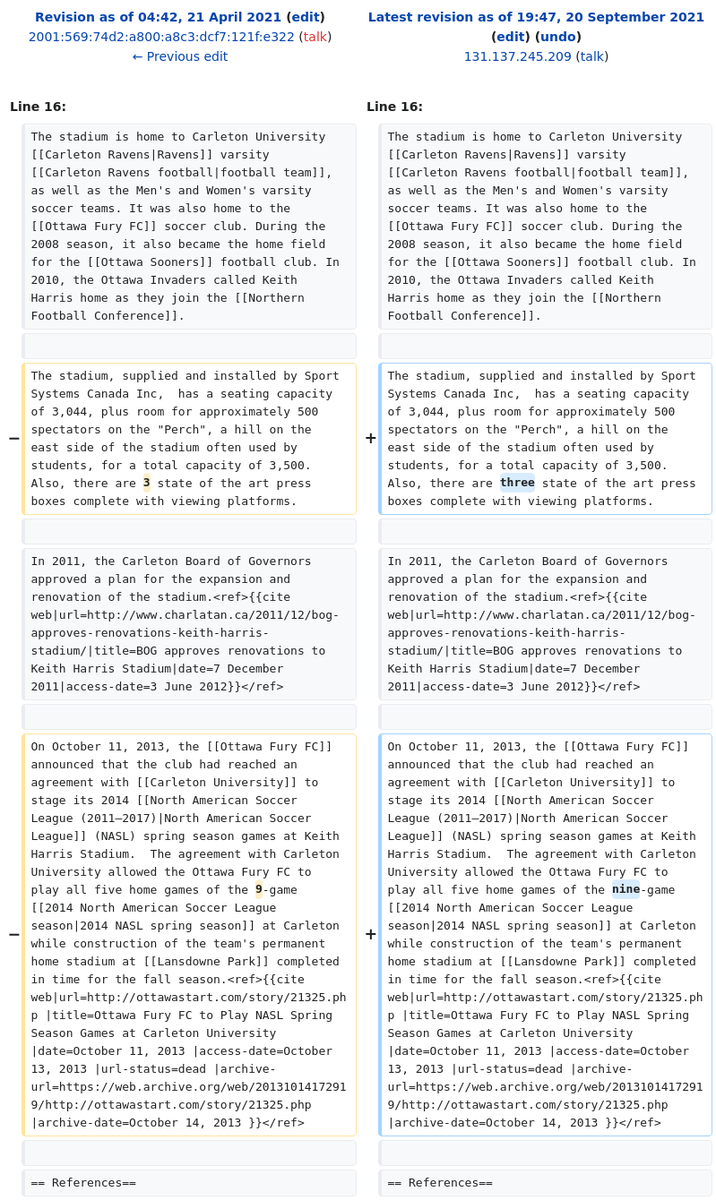 Revision as of 04:42, 21 April 2021 (edit)
2001:569:74d2:a800:a8c3:dcf7:121f:e322 (talk)
← Previous edit
Latest revision as of 19:47, 20 September 2021
(edit) (undo)
131.137.245.209 (talk)
Line 16:
The stadium is home to Carleton University
[[Carleton Ravens|Ravens]] varsity
[[Carleton Ravens football|football team]],
as well as the Men's and Women's varsity
soccer teams. It was also home to the
[[Ottawa Fury FC]] soccer club. During the
2008 season, it also became the home field
for the [[Ottawa Sooners]] football club. In
2010, the Ottawa Invaders called Keith
Harris home as they join the [[Northern
Football Conference]].
−
The stadium, supplied and installed by Sport
Systems Canada Inc,  has a seating capacity
of 3,044, plus room for approximately 500
spectators on the "Perch", a hill on the
east side of the stadium often used by
students, for a total capacity of 3,500.
Also, there are 3 state of the art press
boxes complete with viewing platforms.
In 2011, the Carleton Board of Governors
approved a plan for the expansion and
renovation of the stadium.<ref>{{cite
web|url=http://www.charlatan.ca/2011/12/bog-
approves-renovations-keith-harris-
stadium/|title=BOG approves renovations to
Keith Harris Stadium|date=7 December
2011|access-date=3 June 2012}}</ref>
−
On October 11, 2013, the [[Ottawa Fury FC]]
announced that the club had reached an
agreement with [[Carleton University]] to
stage its 2014 [[North American Soccer
League (2011–2017)|North American Soccer
League]] (NASL) spring season games at Keith
Harris Stadium.  The agreement with Carleton
University allowed the Ottawa Fury FC to
play all five home games of the 9-game
[[2014 North American Soccer League
season|2014 NASL spring season]] at Carleton
while construction of the team's permanent
home stadium at [[Lansdowne Park]] completed
in time for the fall season.<ref>{{cite
web|url=http://ottawastart.com/story/21325.ph
p |title=Ottawa Fury FC to Play NASL Spring
Season Games at Carleton University
|date=October 11, 2013 |access-date=October
13, 2013 |url-status=dead |archive-
url=https://web.archive.org/web/2013101417291
9/http://ottawastart.com/story/21325.php
|archive-date=October 14, 2013 }}</ref>
== References==
Line 16:
The stadium is home to Carleton University
[[Carleton Ravens|Ravens]] varsity
[[Carleton Ravens football|football team]],
as well as the Men's and Women's varsity
soccer teams. It was also home to the
[[Ottawa Fury FC]] soccer club. During the
2008 season, it also became the home field
for the [[Ottawa Sooners]] football club. In
2010, the Ottawa Invaders called Keith
Harris home as they join the [[Northern
Football Conference]].
+
The stadium, supplied and installed by Sport
Systems Canada Inc,  has a seating capacity
of 3,044, plus room for approximately 500
spectators on the "Perch", a hill on the
east side of the stadium often used by
students, for a total capacity of 3,500.
Also, there are three state of the art press
boxes complete with viewing platforms.
In 2011, the Carleton Board of Governors
approved a plan for the expansion and
renovation of the stadium.<ref>{{cite
web|url=http://www.charlatan.ca/2011/12/bog-
approves-renovations-keith-harris-
stadium/|title=BOG approves renovations to
Keith Harris Stadium|date=7 December
2011|access-date=3 June 2012}}</ref>
+
On October 11, 2013, the [[Ottawa Fury FC]]
announced that the club had reached an
agreement with [[Carleton University]] to
stage its 2014 [[North American Soccer
League (2011–2017)|North American Soccer
League]] (NASL) spring season games at Keith
Harris Stadium.  The agreement with Carleton
University allowed the Ottawa Fury FC to
play all five home games of the nine-game
[[2014 North American Soccer League
season|2014 NASL spring season]] at Carleton
while construction of the team's permanent
home stadium at [[Lansdowne Park]] completed
in time for the fall season.<ref>{{cite
web|url=http://ottawastart.com/story/21325.ph
p |title=Ottawa Fury FC to Play NASL Spring
Season Games at Carleton University
|date=October 11, 2013 |access-date=October
13, 2013 |url-status=dead |archive-
url=https://web.archive.org/web/2013101417291
9/http://ottawastart.com/story/21325.php
|archive-date=October 14, 2013 }}</ref>
== References==